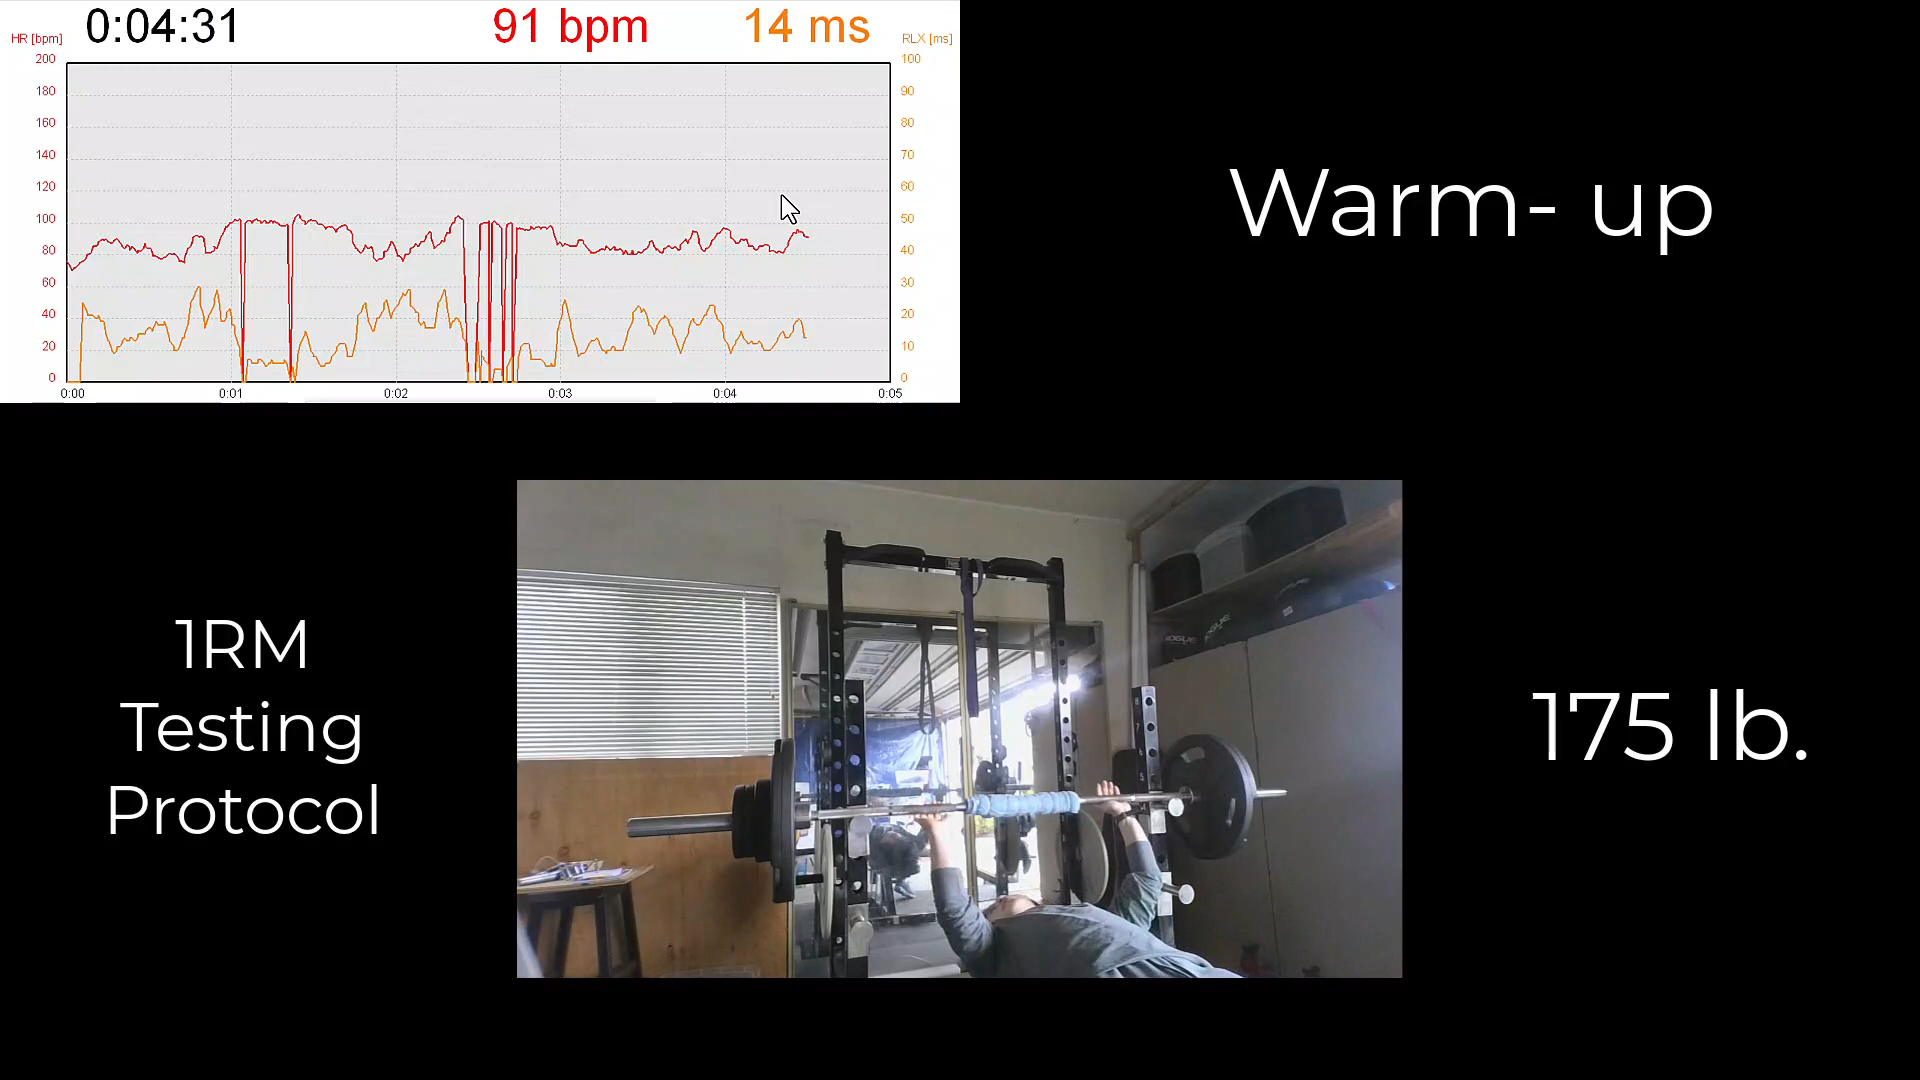 0:04:31 91 bpm 14 ms
HR [bpm] RLX [ms]
200 100
180 90
160 80
140 70
120 60
100 50
80 40
60 30
40 20
20 10
0 0
0:00 0:01 0:02 0:03 0:04 0:05
Warm- up
1RM
Testing
Protocol
175 lb.
ROGUE
ROGUE